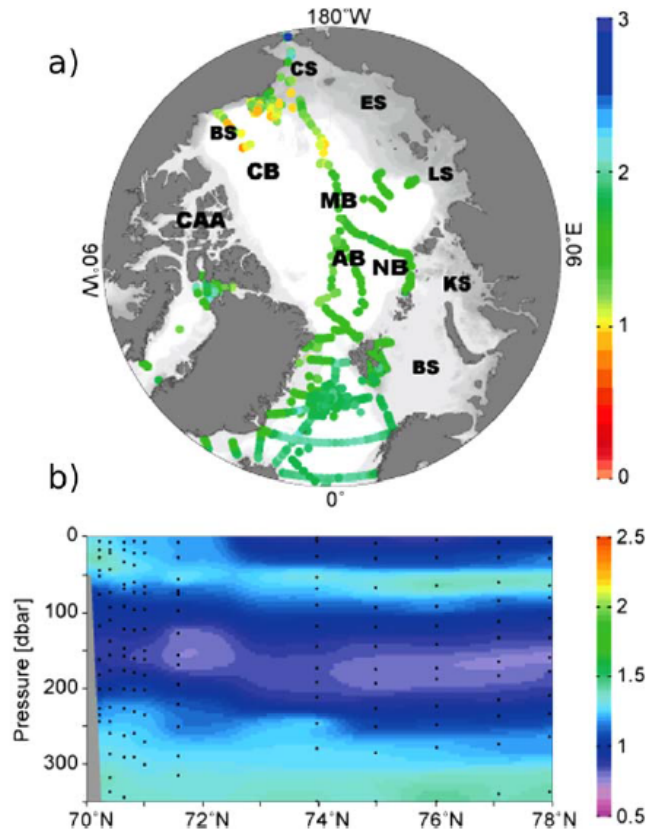 180°W
a)
CS
ES
BS
CB
LS
MB
CAA
90°W
AB
NB
KS
90°E
BS
0°
3
2
1
0
b)
0
100
200
300
Pressure [dbar]
70°N
72°N
74°N
76°N
78°N
2.5
2
1.5
1
0.5